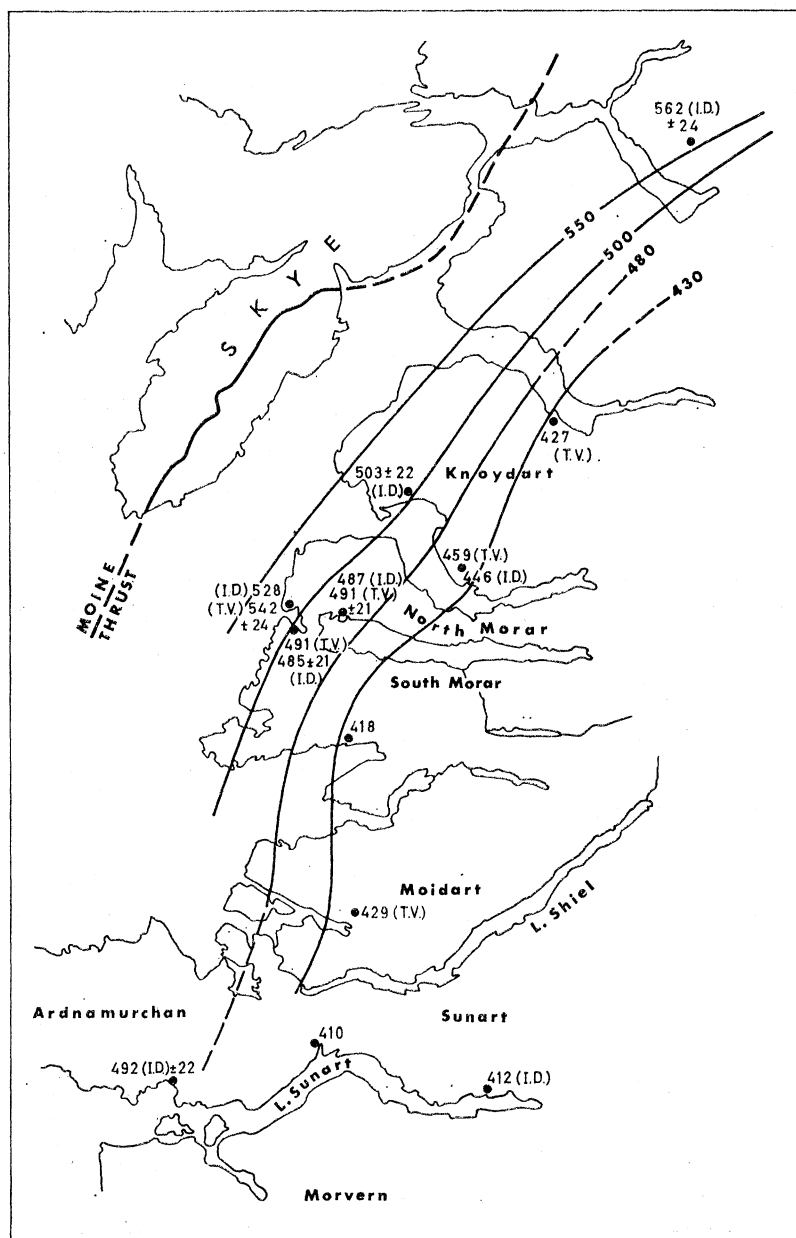 562 (I.D.)
±24
SKYE
550
500
480
430
427
(T.V.)
Knoydart
503±22
(I.D.)
MOINE
THRUST
459 (T.V.)
446 (I.D.)
(I.D.) 528
(T.V.) 542
±24
487 (I.D.)
491 (T.V.)
±21
North Morar
491 (T.V.)
485±21
(I.D.)
South Morar
418
Moidart
429 (T.V.)
L. Shiel
Ardnamurchan
Sunart
410
492 (I.D.)±22
L. Sunart
412 (I.D.)
Morvern